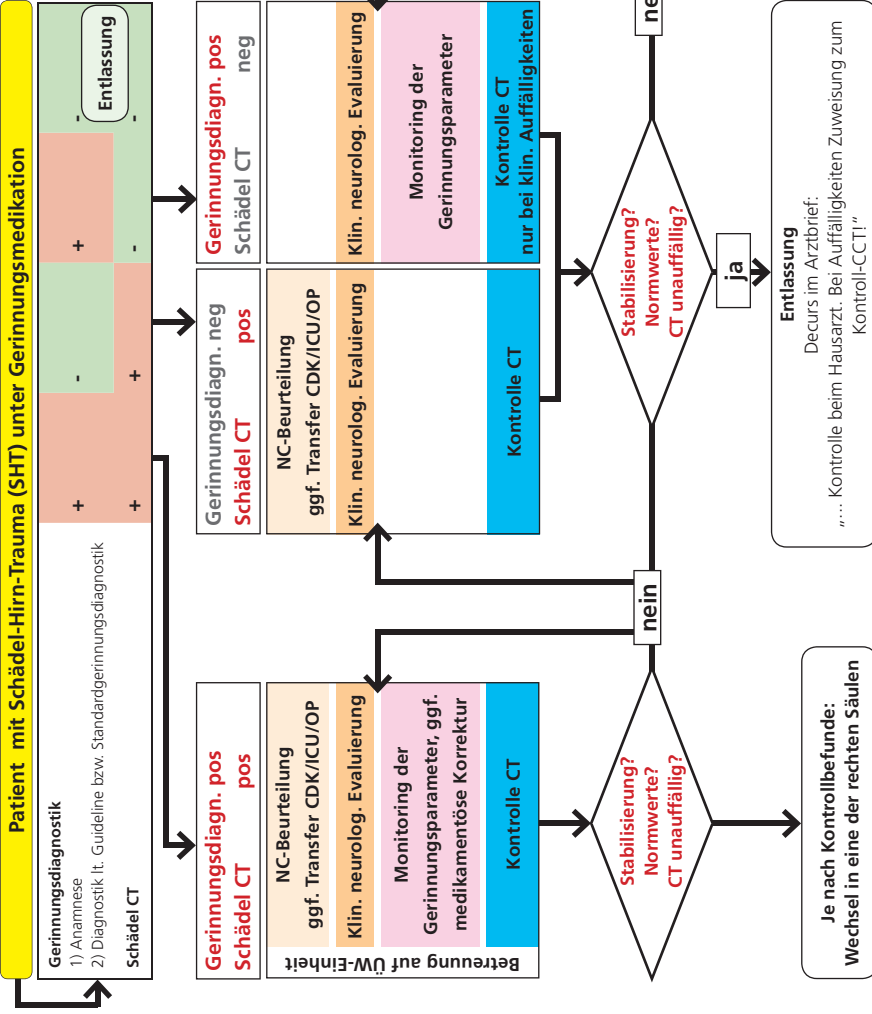 Patient mit Schädel-Hirn-Trauma (SHT) unter Gerinnungsmedikation
Gerinnungsdiagnostik
1) Anamnese
2) Diagnostik lt. Guideline bzw. Standardgerinnungsdiagnostik
+ - + -
Schädel CT
+ + - -
Entlassung
Gerinnungsdiagn. pos
Schädel CT pos
Betreuung auf ÜW-Einheit
NC-Beurteilung
ggf. Transfer CDK/ICU/OP
Klin. neurolog. Evaluierung
Monitoring der
Gerinnungsparameter, ggf.
medikamentöse Korrektur
Kontrolle CT
Stabilisierung?
Normwerte?
CT unauffällig?
Je nach Kontrollbefunde:
Wechsel in eine der rechten Säulen
nein
Gerinnungsdiagn. neg
Schädel CT pos
NC-Beurteilung
ggf. Transfer CDK/ICU/OP
Klin. neurolog. Evaluierung
Kontrolle CT
Gerinnungsdiagn. pos
Schädel CT neg
Klin. neurolog. Evaluierung
Monitoring der
Gerinnungsparameter
Kontrolle CT
nur bei klin. Auffälligkeiten
Stabilisierung?
Normwerte?
CT unauffällig?
ne
ja
Entlassung
Decurs im Arztbrief:
„... Kontrolle beim Hausarzt. Bei Auffälligkeiten Zuweisung zum
Kontroll-CCT!“